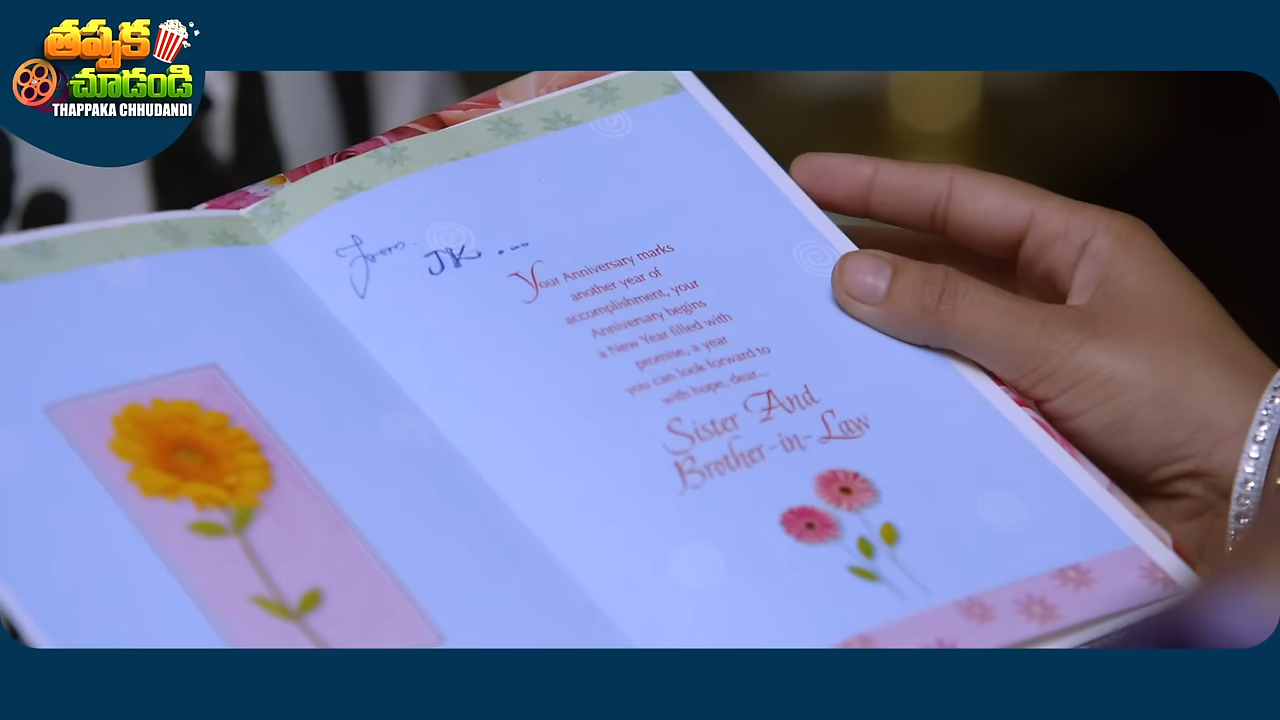 తప్పక
చూడండి
THAPPAKA CHHUDANDI
From JK ...
Your Anniversary marks
another year of
accomplishment, your
Anniversary begins
a New Year filled with
promise, a year
you can look forward to
with hope, dear...
Sister And
Brother-in-Law